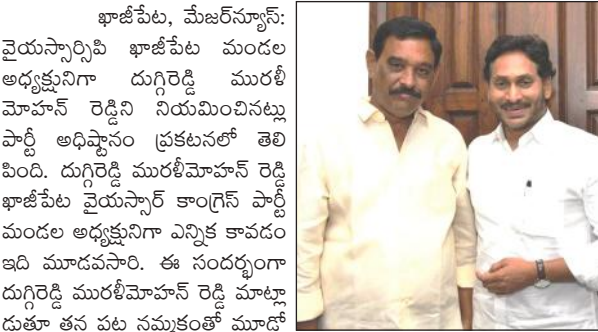 ఖాజీపేట, మేజర్‌న్యూస్:
వైయస్సార్సిపి ఖాజీపేట మండల
అధ్యక్షునిగా దుగ్గిరెడ్డి మురళీ
మోహన్ రెడ్డిని నియమించినట్లు
పార్టీ అధిష్టానం ప్రకటనలో తెలి
పింది. దుగ్గిరెడ్డి మురళీమోహన్ రెడ్డి
ఖాజీపేట వైయస్సార్ కాంగ్రెస్ పార్టీ
మండల అధ్యక్షునిగా ఎన్నిక కావడం
ఇది మూడవసారి. ఈ సందర్భంగా
దుగ్గిరెడ్డి మురళీమోహన్ రెడ్డి మాట్లా
డుతూ తన పట్ల నమ్మకంతో మూడో